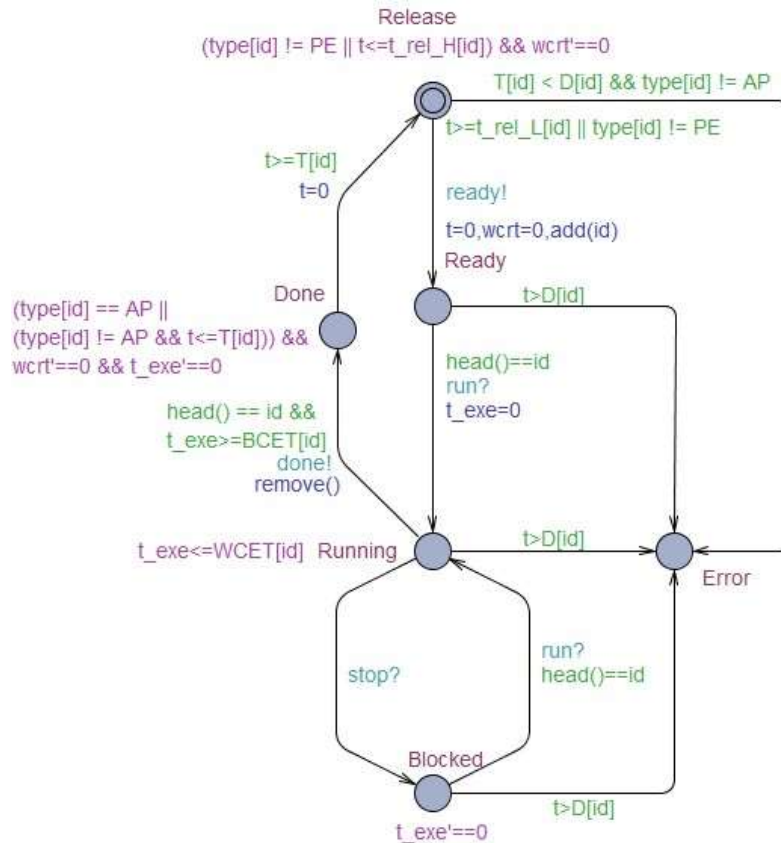 Release
(type[id] != PE || t<=t_rel_H[id]) && wcrt'==0
T[id] < D[id] && type[id] != AP
t>=t_rel_L[id] || type[id] != PE
t>=T[id]
t=0
ready!
t=0,wcrt=0,add(id)
Ready
Done
t>D[id]
(type[id] == AP ||
(type[id] != AP && t<=T[id])) &&
wcrt'==0 && t_exe'==0
head()==id
run?
t_exe=0
head() == id &&
t_exe>=BCET[id]
done!
remove()
t_exe<=WCET[id]
Running
t>D[id]
Error
stop?
run?
head()==id
Blocked
t>D[id]
t_exe'==0